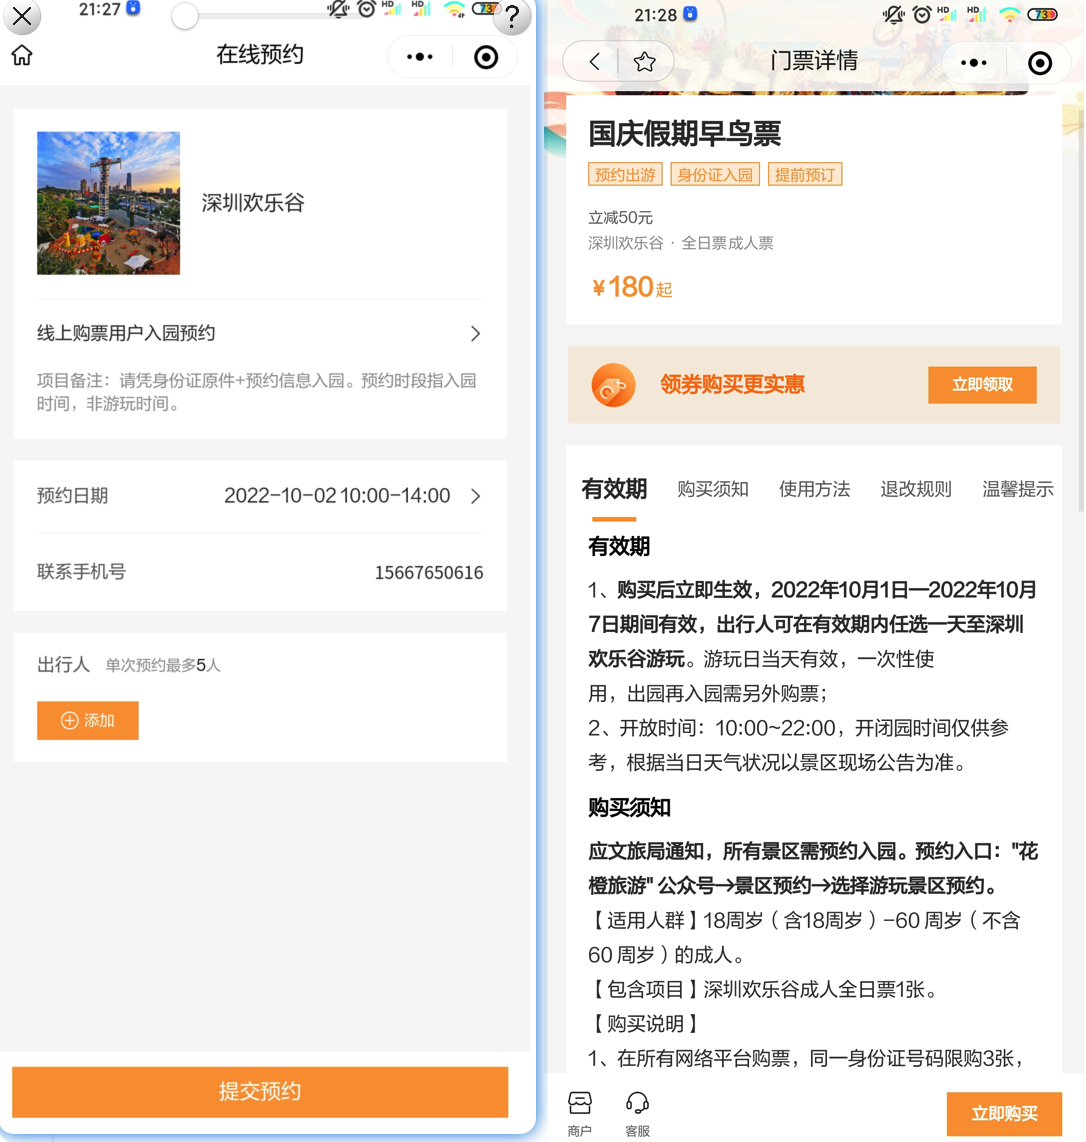 21:27
HD
HD
73
?
在线预约
深圳欢乐谷
线上购票用户入园预约
项目备注：请凭身份证原件+预约信息入园。预约时段指入园
时间，非游玩时间。
预约日期
2022-10-02 10:00-14:00
联系手机号
15667650616
出行人 单次预约最多5人
添加
提交预约
21:28
HD
HD
73
门票详情
国庆假期早鸟票
预约出游 身份证入园 提前预订
立减50元
深圳欢乐谷 · 全日票成人票
¥180起
领券购买更实惠
立即领取
有效期 购买须知 使用方法 退改规则 温馨提示
有效期
1、购买后立即生效，2022年10月1日—2022年10月
7日期间有效，出行人可在有效期内任选一天至深圳
欢乐谷游玩。游玩日当天有效，一次性使
用，出园再入园需另外购票；
2、开放时间：10:00~22:00，开闭园时间仅供参
考，根据当日天气状况以景区现场公告为准。
购买须知
应文旅局通知，所有景区需预约入园。预约入口："花
橙旅游" 公众号→景区预约→选择游玩景区预约。
【适用人群】18周岁（含18周岁）-60 周岁（不含
60 周岁）的成人。
【包含项目】深圳欢乐谷成人全日票1张。
【购买说明】
1、在所有网络平台购票，同一身份证号码限购3张，
商户
客服
立即购买